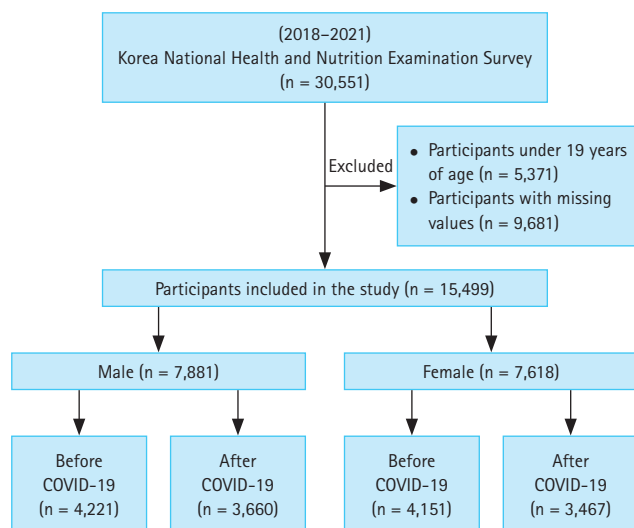 (2018–2021)
Korea National Health and Nutrition Examination Survey
(n = 30,551)
Excluded
• Participants under 19 years
of age (n = 5,371)
• Participants with missing
values (n = 9,681)
Participants included in the study (n = 15,499)
Male (n = 7,881)
Female (n = 7,618)
Before
COVID-19
(n = 4,221)
After
COVID-19
(n = 3,660)
Before
COVID-19
(n = 4,151)
After
COVID-19
(n = 3,467)